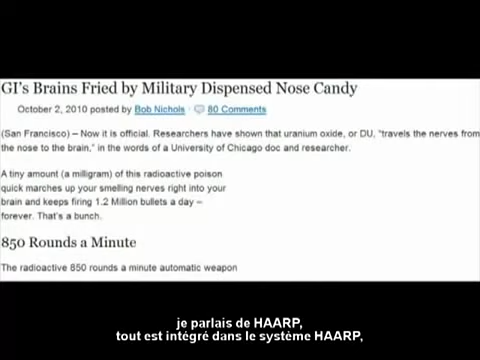 GI's Brains Fried by Military Dispensed Nose Candy
October 2, 2010 posted by Bob Nichols · 80 Comments
(San Francisco) – Now it is official. Researchers have shown that uranium oxide, or DU, "travels the nerves from
the nose to the brain," in the words of a University of Chicago doc and researcher.
A tiny amount (a milligram) of this radioactive poison
quick marches up your smelling nerves right into your
brain and keeps firing 1.2 Million bullets a day –
forever. That's a bunch.
850 Rounds a Minute
The radioactive 850 rounds a minute automatic weapon
je parlais de HAARP,
tout est intégré dans le système HAARP,